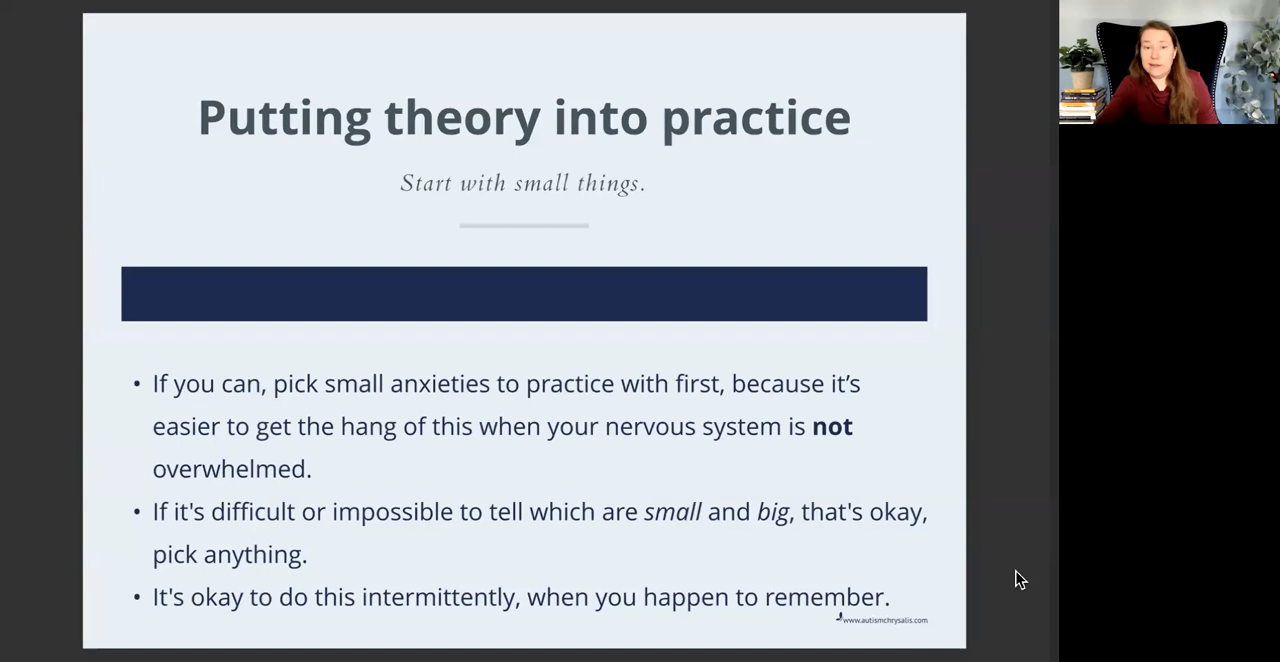 Putting theory into practice
Start with small things.
• If you can, pick small anxieties to practice with first, because it’s
easier to get the hang of this when your nervous system is not
overwhelmed.
• If it's difficult or impossible to tell which are small and big, that's okay,
pick anything.
• It's okay to do this intermittently, when you happen to remember.
www.autismchrysalis.com